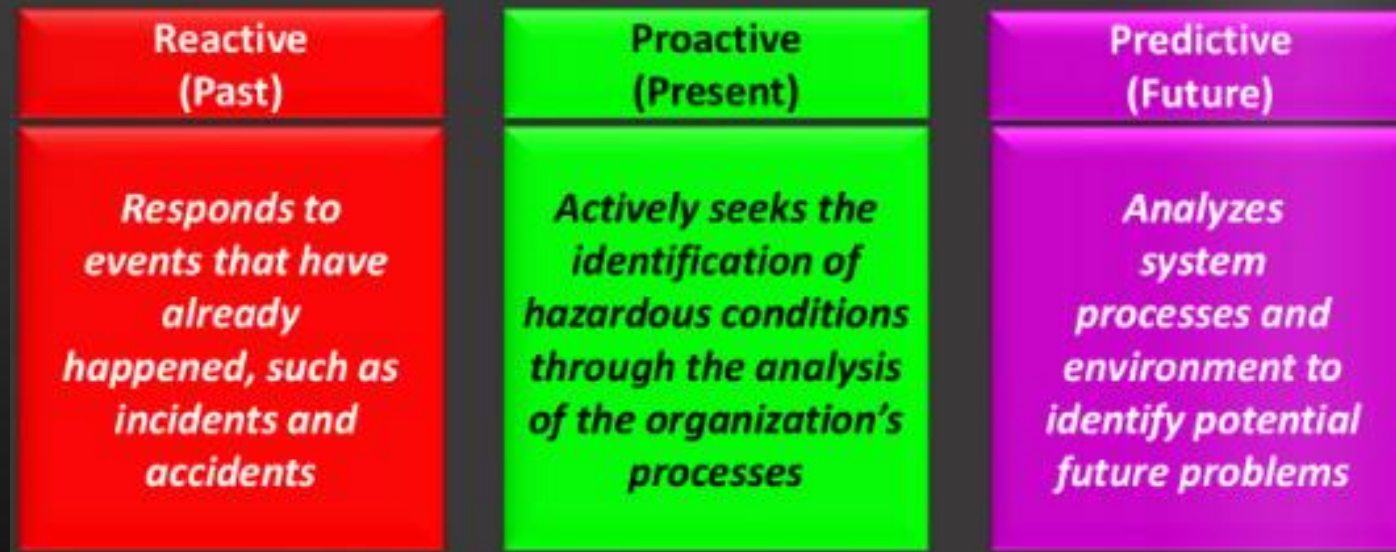 Reactive
(Past)
Responds to
events that have
already
happened, such as
incidents and
accidents
Proactive
(Present)
Actively seeks the
identification of
hazardous conditions
through the analysis
of the organization's
processes
Predictive
(Future)
Analyzes
system
processes and
environment to
identify potential
future problems